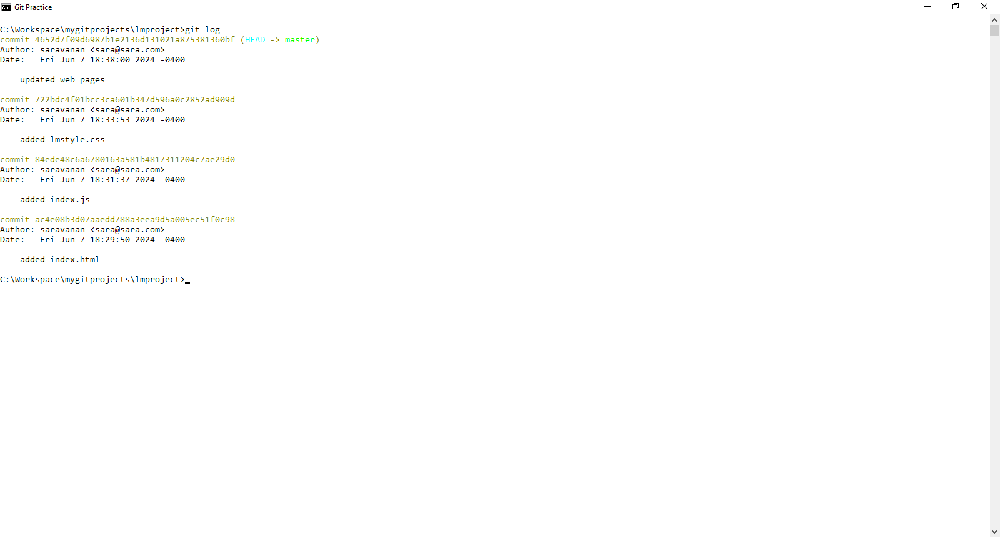 Git Practice
C:\Workspace\mygitprojects\lmproject>git log
commit 4652d7f09d6987b1e2136d131021a875381360bf (HEAD -> master)
Author: saravanan <sara@sara.com>
Date:   Fri Jun 7 18:38:00 2024 -0400
    updated web pages
commit 722bdc4f01bcc3ca601b347d596a0c2852ad909d
Author: saravanan <sara@sara.com>
Date:   Fri Jun 7 18:33:53 2024 -0400
    added lmstyle.css
commit 84ede48c6a6780163a581b4817311204c7ae29d0
Author: saravanan <sara@sara.com>
Date:   Fri Jun 7 18:31:37 2024 -0400
    added index.js
commit ac4e08b3d07aaedd788a3eea9d5a005ec51f0c98
Author: saravanan <sara@sara.com>
Date:   Fri Jun 7 18:29:50 2024 -0400
    added index.html
C:\Workspace\mygitprojects\lmproject>